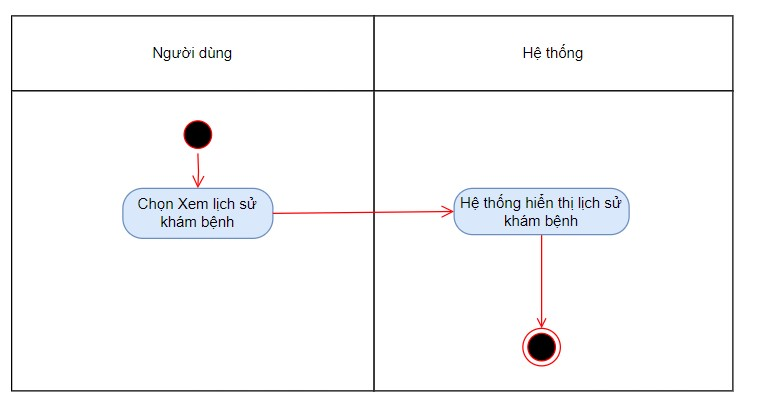 Người dùng
Hệ thống
Chọn Xem lịch sử
khám bệnh
Hệ thống hiển thị lịch sử
khám bệnh